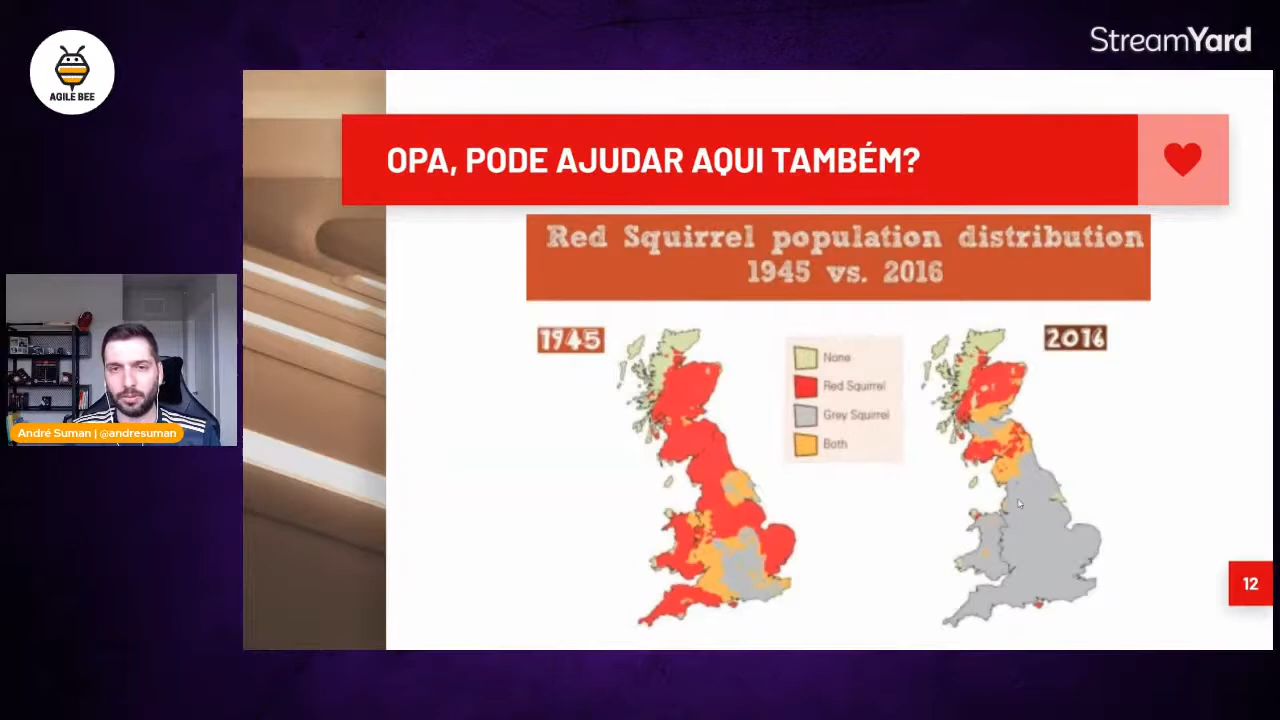 AGILE BEE
StreamYard
OPA, PODE AJUDAR AQUI TAMBÉM?
Red Squirrel population distribution
1945 vs. 2016
1945
None
Red Squirrel
Grey Squirrel
Both
2016
André Suman | @andresuman
12